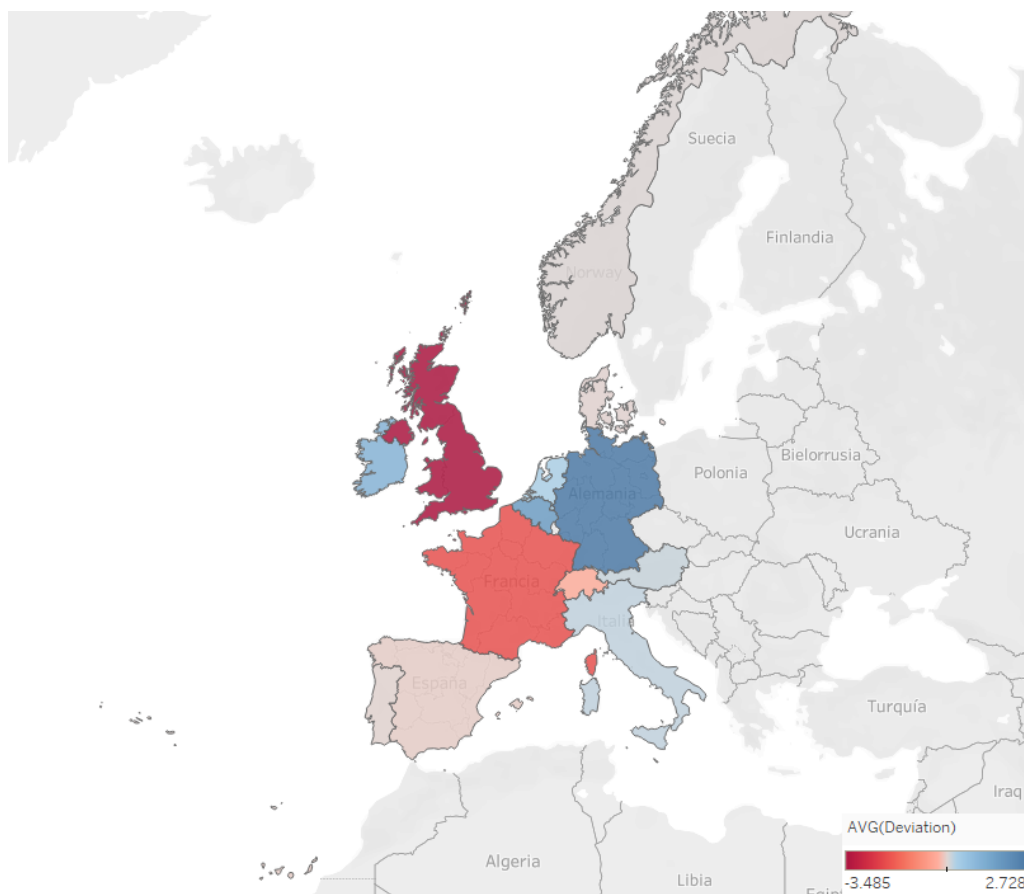 Suecia
Finlandia
Norway
Bielorrusia
Polonia
Alemania
Ucrania
Francia
Italia
España
Turquía
Iraq
AVG(Deviation)
Algeria
Libia
-3.485
2.728